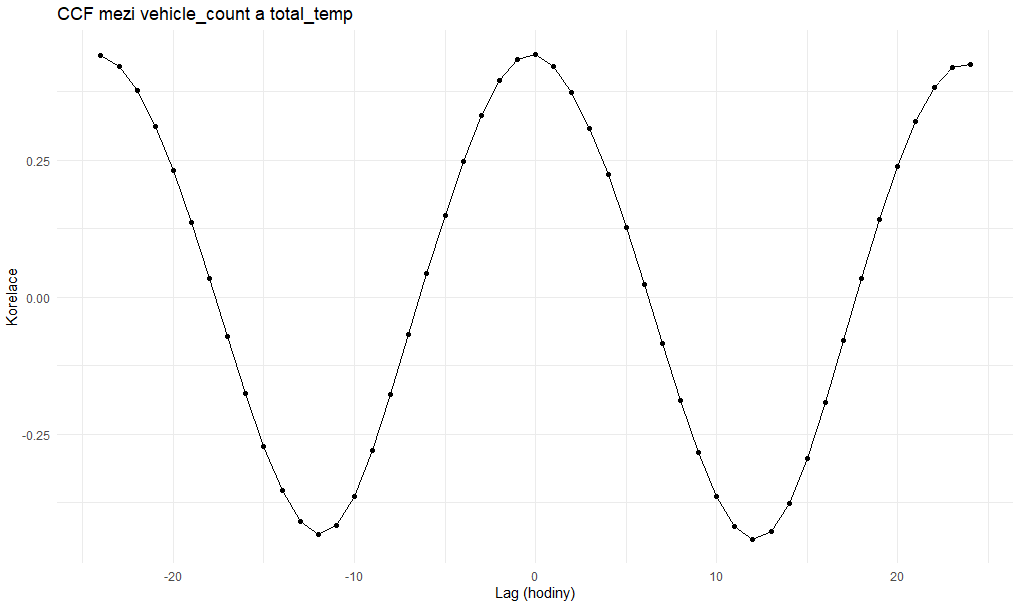 CCF mezi vehicle_count a total_temp
Korelace
0.25
0.00
-0.25
-20
-10
0
10
20
Lag (hodiny)